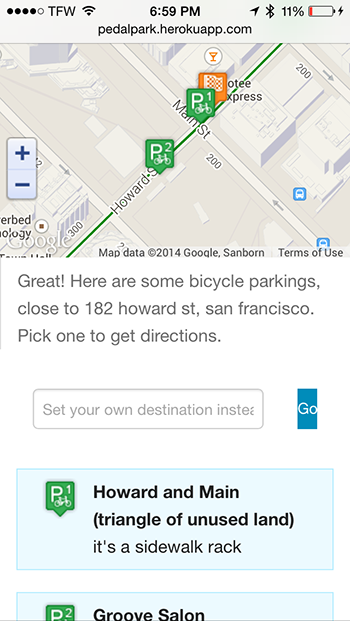 TFW 6:59 PM 11%
pedalpark.herokuapp.com
200
otee
xpress
P1
Main St
P2
200
Howard S
+
−
erbed
ology
300
Google
Town Hall
Map data ©2014 Google, Sanborn Terms of Use
Great! Here are some bicycle parkings,
close to 182 howard st, san francisco.
Pick one to get directions.
Set your own destination instea
Go
P1
Howard and Main
(triangle of unused land)
it's a sidewalk rack
P2
Groove Salon